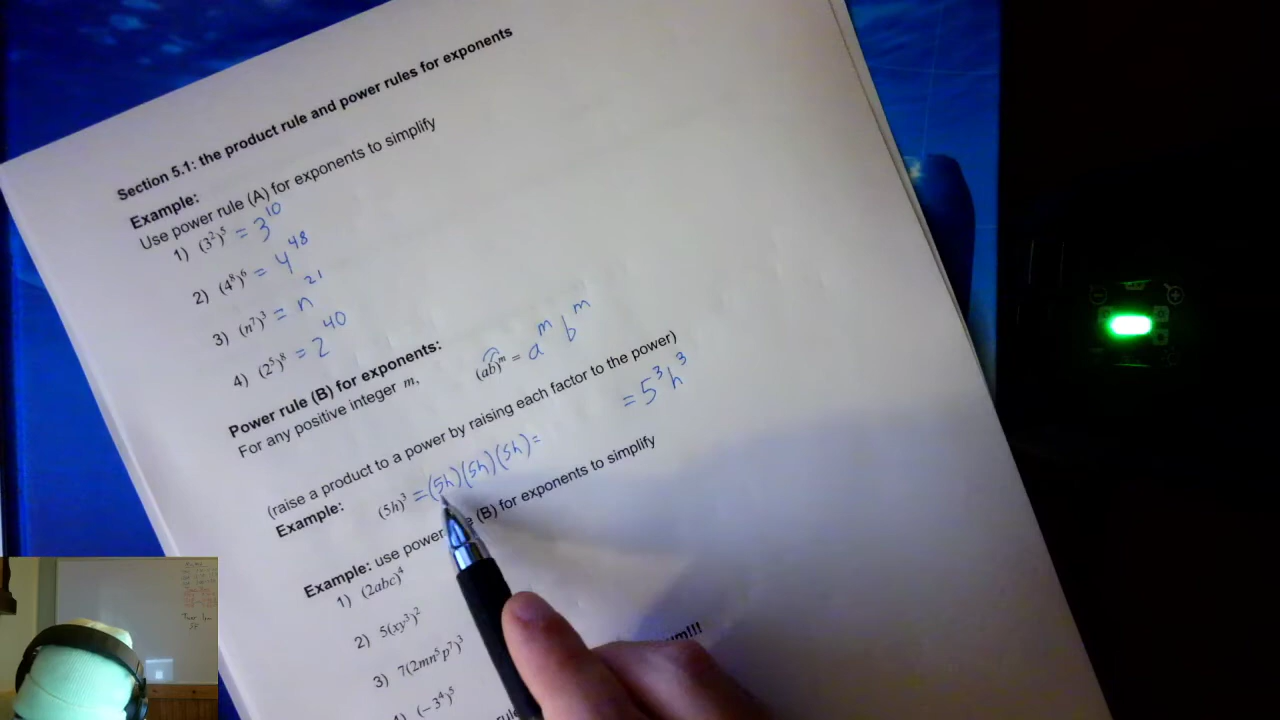 Section 5.1: the product rule and power rules for exponents
Example:
Use power rule (A) for exponents to simplify
1) (3²)⁵ = 3¹⁰
2) (4⁸)⁶ = 4⁴⁸
3) (n⁷)³ = n²¹
4) (2⁵)⁸ = 2⁴⁰
Power rule (B) for exponents:
For any positive integer m, (ab)ᵐ = aᵐ bᵐ
(raise a product to a power by raising each factor to the power)
Example: (5h)³ = (5h)(5h)(5h) = = 5³h³
Example: use power (B) for exponents to simplify
1) (2abc)⁴
2) 5(xy³)²
3) 7(2mn⁵p⁷)³
(−3⁴)⁵